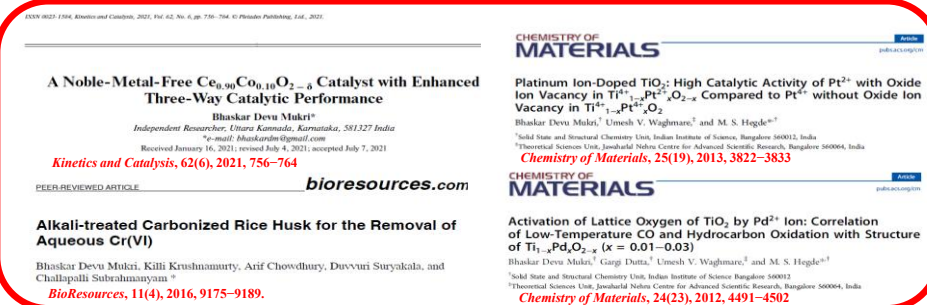 ISSN 0023-1584, Kinetics and Catalysis, 2021, Vol. 62, No. 6, pp. 756–764. © Pleiades Publishing, Ltd., 2021.
A Noble-Metal-Free Ce₀.₉₀Co₀.₁₀O₂ ₋ δ Catalyst with Enhanced
Three-Way Catalytic Performance
Bhaskar Devu Mukri*
Independent Researcher, Uttara Kannada, Karnataka, 581327 India
*e-mail: bhaskardm@gmail.com
Received January 16, 2021; revised July 4, 2021; accepted July 7, 2021
Kinetics and Catalysis, 62(6), 2021, 756−764
PEER-REVIEWED ARTICLE
bioresources.com
Alkali-treated Carbonized Rice Husk for the Removal of
Aqueous Cr(VI)
Bhaskar Devu Mukri, Killi Krushnamurty, Arif Chowdhury, Duvvuri Suryakala, and
Challapalli Subrahmanyam *
BioResources, 11(4), 2016, 9175−9189.
CHEMISTRY OF
MATERIALS
Article
pubs.acs.org/cm
Platinum Ion-Doped TiO₂: High Catalytic Activity of Pt²⁺ with Oxide
Ion Vacancy in Ti⁴⁺₁₋ₓPt²⁺ₓO₂₋ₓ Compared to Pt⁴⁺ without Oxide Ion
Vacancy in Ti⁴⁺₁₋ₓPt⁴⁺ₓO₂
Bhaskar Devu Mukri,† Umesh V. Waghmare,‡ and M. S. Hegde*,†
†Solid State and Structural Chemistry Unit, Indian Institute of Science, Bangalore 560012, India
‡Theoretical Sciences Unit, Jawaharlal Nehru Centre for Advanced Scientific Research, Bangalore 560064, India
Chemistry of Materials, 25(19), 2013, 3822−3833
CHEMISTRY OF
MATERIALS
Article
pubs.acs.org/cm
Activation of Lattice Oxygen of TiO₂ by Pd²⁺ Ion: Correlation
of Low-Temperature CO and Hydrocarbon Oxidation with Structure
of Ti₁₋ₓPdₓO₂₋ₓ (x = 0.01−0.03)
Bhaskar Devu Mukri,† Gargi Dutta,† Umesh V. Waghmare,‡ and M. S. Hegde*,†
†Solid State and Structural Chemistry Unit, Indian Institute of Science Bangalore 560012
‡Theoretical Sciences Unit, Jawaharlal Nehru Centre for Advanced Scientific Research, Bangalore 560064, India
Chemistry of Materials, 24(23), 2012, 4491−4502